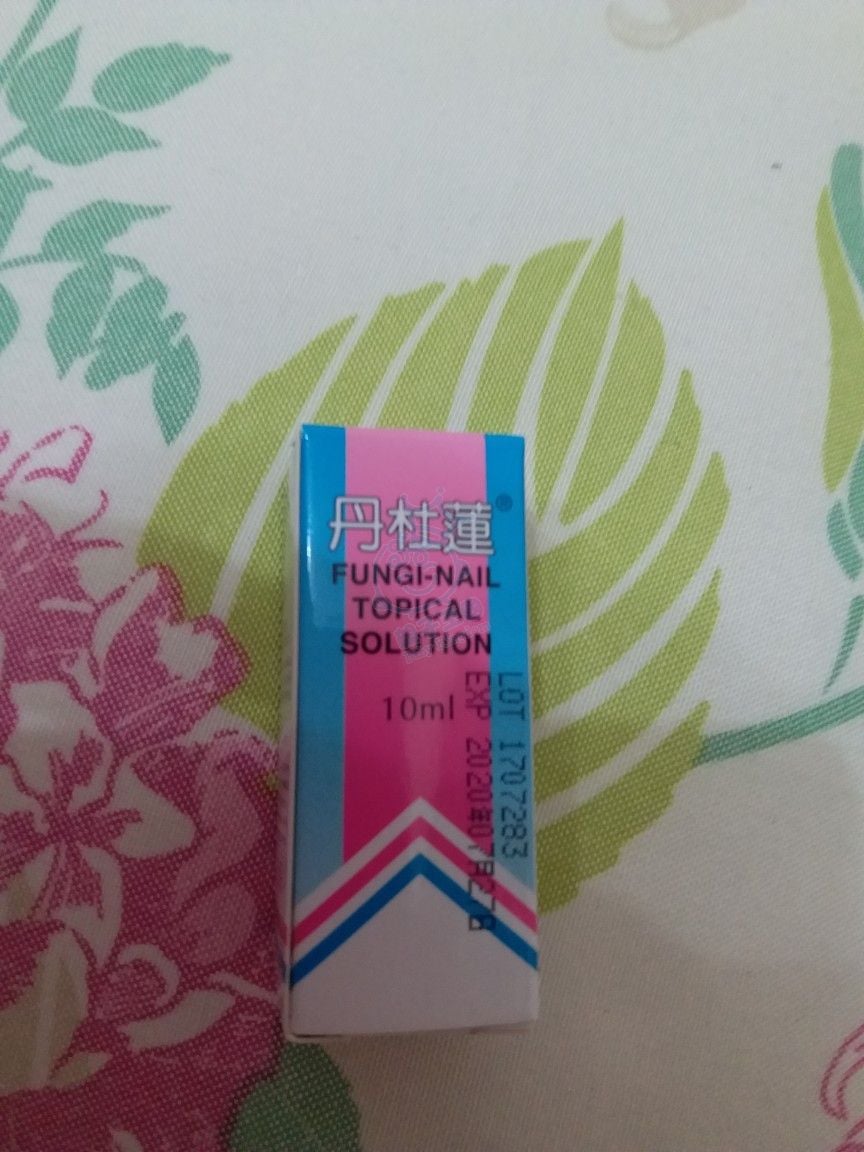 丹杜蓮®
FUNGI-NAIL
TOPICAL
SOLUTION
10ml
LOT 1707283
EXP 2020年07月27日